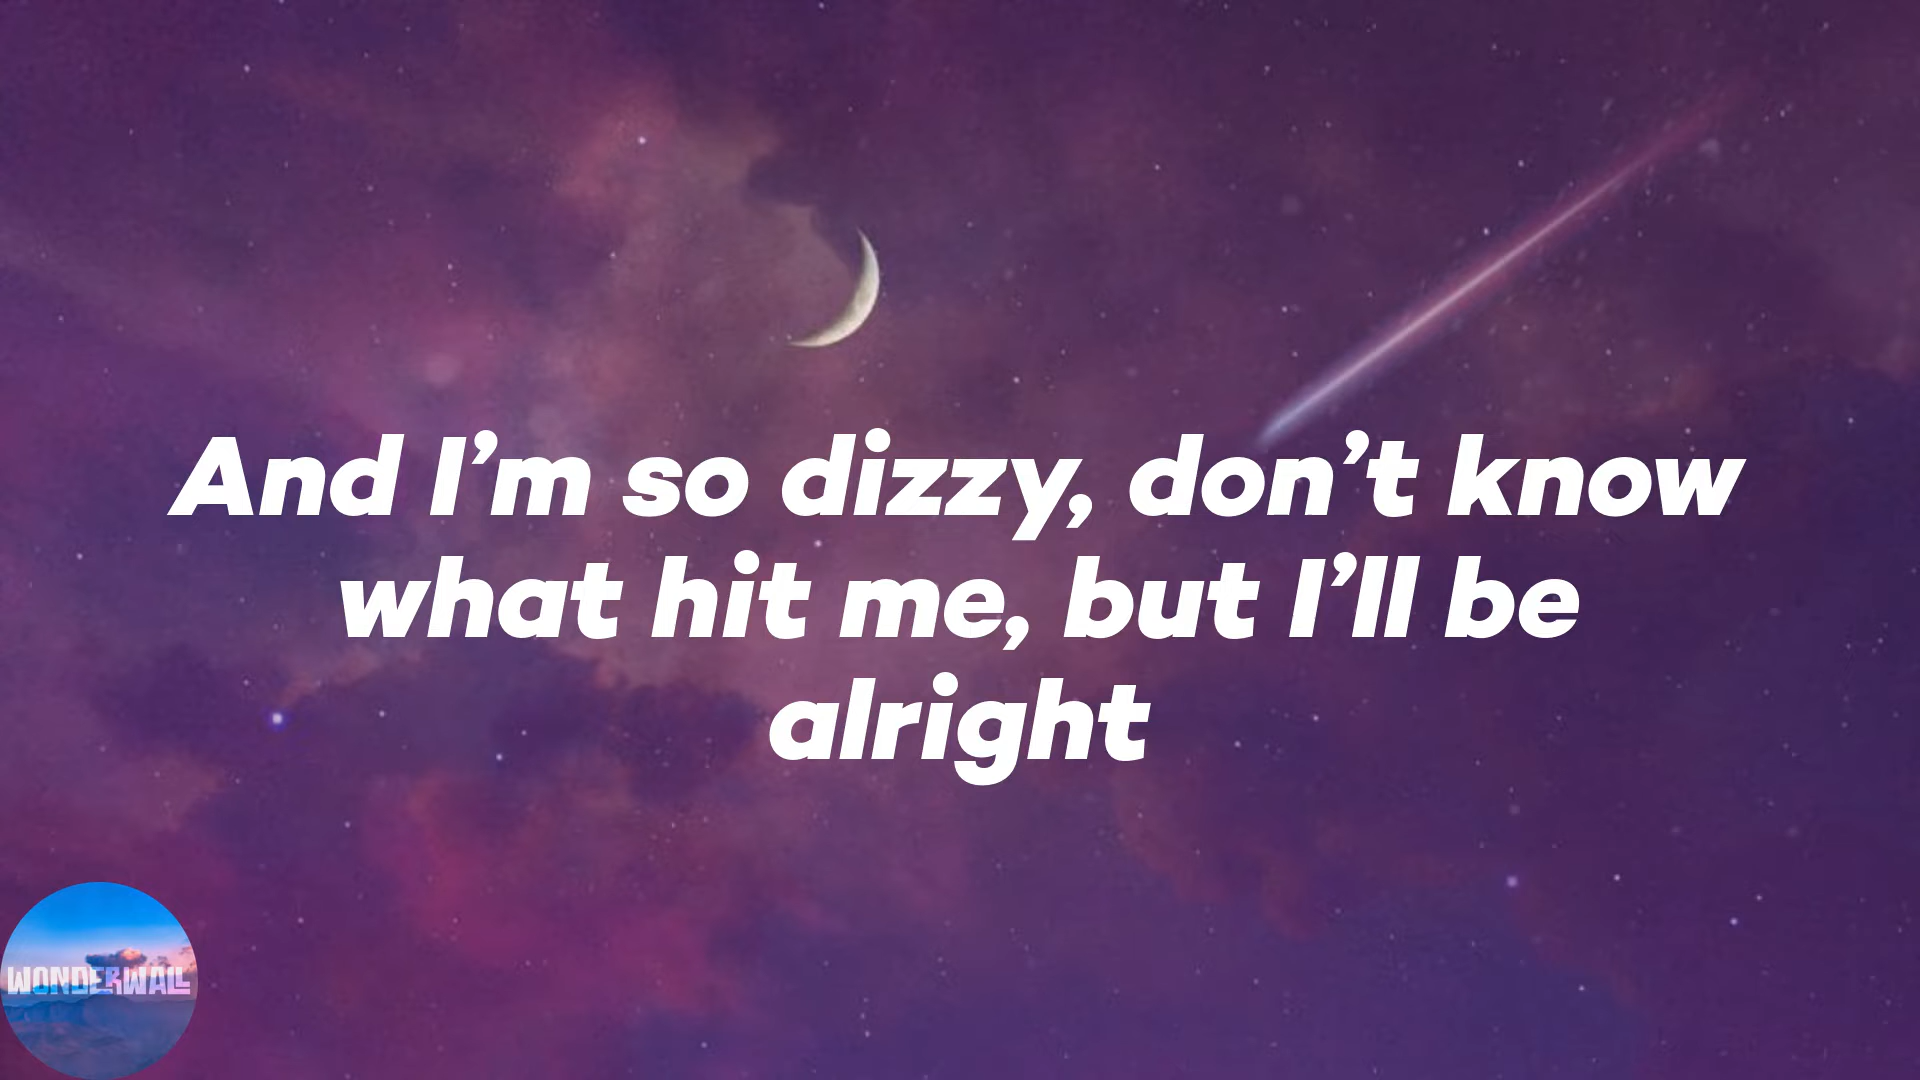 And I’m so dizzy, don’t know
what hit me, but I’ll be
alright
WONDERWALL